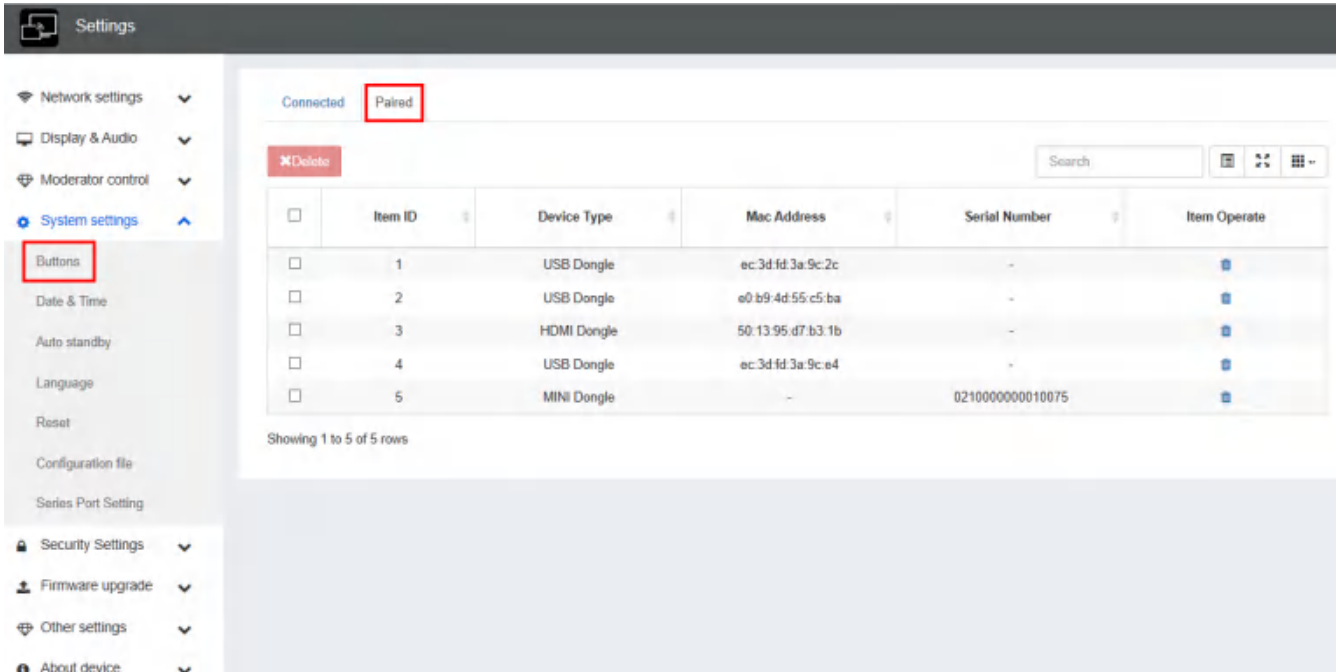 Settings
Network settings
Display & Audio
Moderator control
System settings
Buttons
Date & Time
Auto standby
Language
Reset
Configuration file
Series Port Setting
Security Settings
Firmware upgrade
Other settings
About device
Connected Paired
Delete Search
Item ID Device Type Mac Address Serial Number Item Operate
1 USB Dongle ec:3d:fd:3a:9c:2c -
2 USB Dongle e0:b9:4d:55:c5:ba -
3 HDMI Dongle 50:13:95:d7:b3:1b -
4 USB Dongle ec:3d:fd:3a:9c:e4 -
5 MINI Dongle - 0210000000010075
Showing 1 to 5 of 5 rows